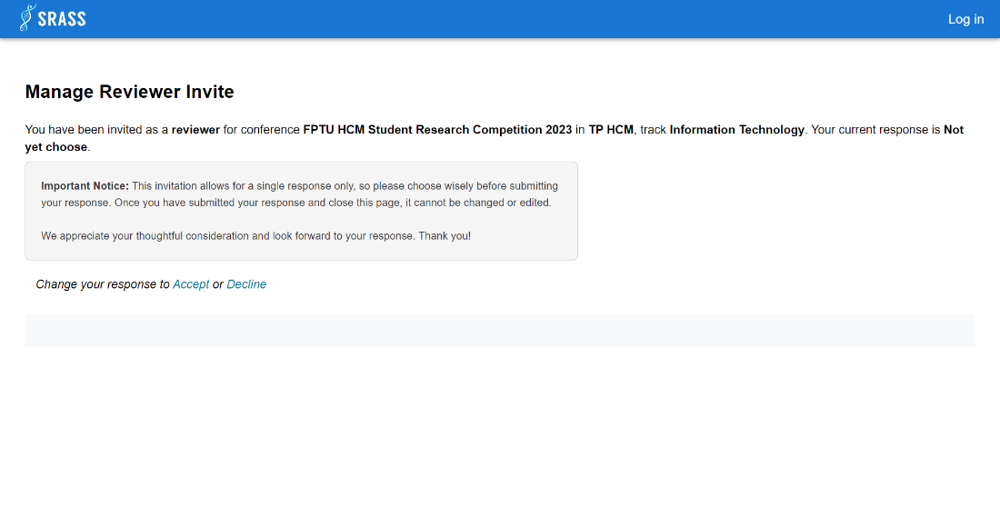 SRASS
Log in
Manage Reviewer Invite
You have been invited as a reviewer for conference FPTU HCM Student Research Competition 2023 in TP HCM, track Information Technology. Your current response is Not
yet choose.
Important Notice: This invitation allows for a single response only, so please choose wisely before submitting
your response. Once you have submitted your response and close this page, it cannot be changed or edited.
We appreciate your thoughtful consideration and look forward to your response. Thank you!
Change your response to Accept or Decline